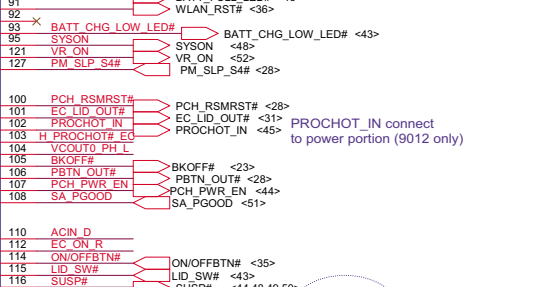 91
WLAN_RST# <36>
92
93 BATT_CHG_LOW_LED# BATT_CHG_LOW_LED# <43>
95 SYSON SYSON <48>
121 VR_ON VR_ON <52>
127 PM_SLP_S4# PM_SLP_S4# <28>
100 PCH_RSMRST# PCH_RSMRST# <28>
101 EC_LID_OUT# EC_LID_OUT# <31>
102 PROCHOT_IN PROCHOT_IN <45> PROCHOT_IN connect
103 H_PROCHOT#_EC to power portion (9012 only)
104 VCOUT0_PH_L
105 BKOFF# BKOFF# <23>
106 PBTN_OUT# PBTN_OUT# <28>
107 PCH_PWR_EN PCH_PWR_EN <44>
108 SA_PGOOD SA_PGOOD <51>
110 ACIN_D
112 EC_ON_R
114 ON/OFFBTN# ON/OFFBTN# <35>
115 LID_SW# LID_SW# <43>
116 SUSP#